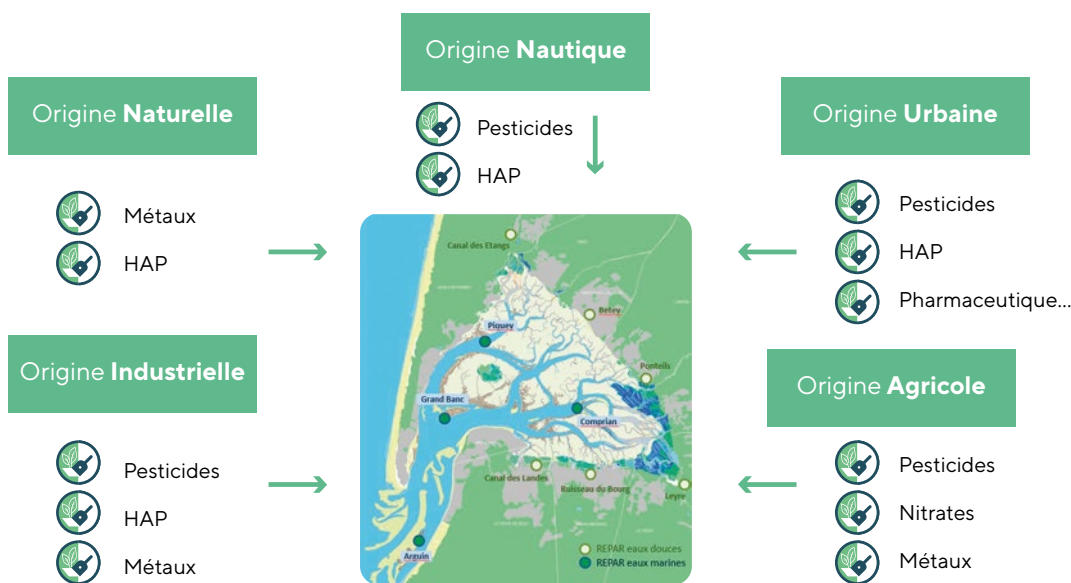 Origine Nautique
Pesticides
HAP
Origine Naturelle
Métaux
HAP
Origine Urbaine
Pesticides
HAP
Pharmaceutique...
Origine Industrielle
Pesticides
HAP
Métaux
Origine Agricole
Pesticides
Nitrates
Métaux
Canal des Etangs
Betey
Piquey
Ponteils
Grand Banc
Comprian
Canal des Landes
Ruisseau du Bourg
Leyre
Arguin
REPAR eaux douces
REPAR eaux marines